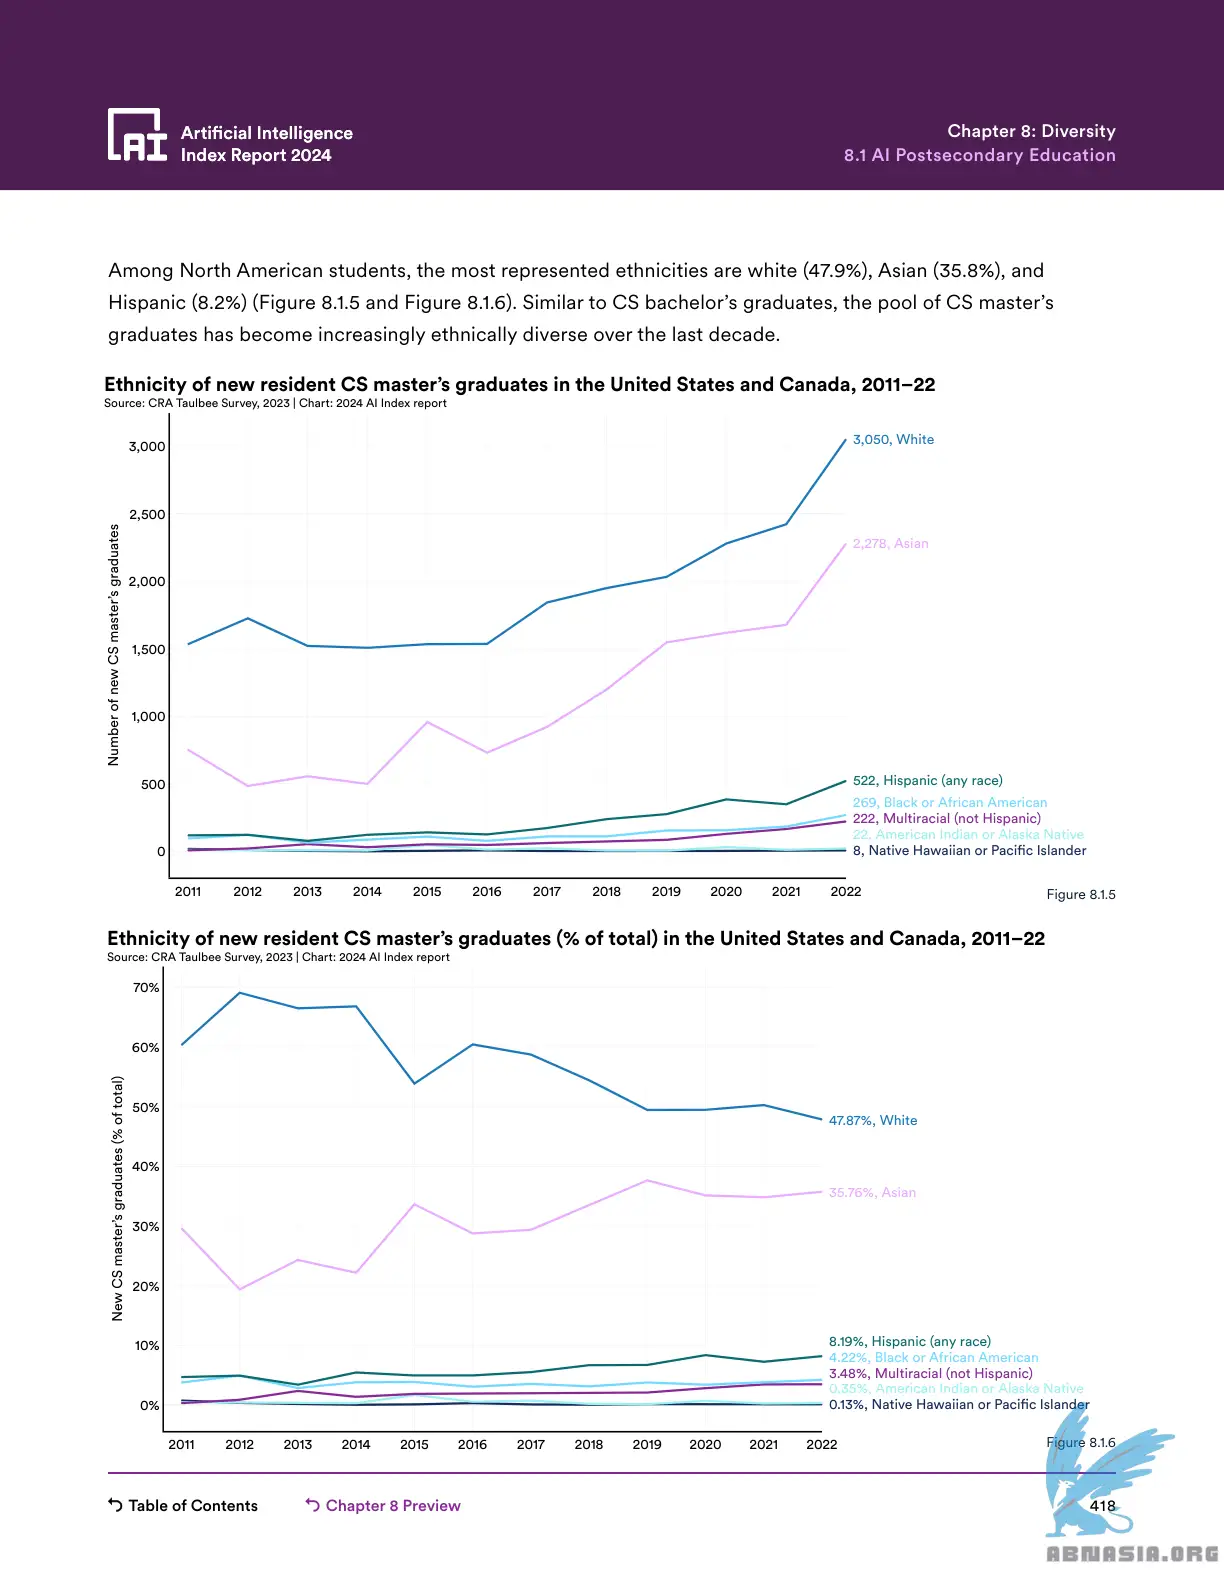 AI
Artificial Intelligence
Index Report 2024
Chapter 8: Diversity
8.1 AI Postsecondary Education
Among North American students, the most represented ethnicities are white (47.9%), Asian (35.8%), and
Hispanic (8.2%) (Figure 8.1.5 and Figure 8.1.6). Similar to CS bachelor’s graduates, the pool of CS master’s
graduates has become increasingly ethnically diverse over the last decade.
Ethnicity of new resident CS master’s graduates in the United States and Canada, 2011–22
Source: CRA Taulbee Survey, 2023 | Chart: 2024 AI Index report
Number of new CS master’s graduates
3,000
2,500
2,000
1,500
1,000
500
0
3,050, White
2,278, Asian
522, Hispanic (any race)
269, Black or African American
222, Multiracial (not Hispanic)
22, American Indian or Alaska Native
8, Native Hawaiian or Pacific Islander
2011 2012 2013 2014 2015 2016 2017 2018 2019 2020 2021 2022
Figure 8.1.5
Ethnicity of new resident CS master’s graduates (% of total) in the United States and Canada, 2011–22
Source: CRA Taulbee Survey, 2023 | Chart: 2024 AI Index report
New CS master’s graduates (% of total)
70%
60%
50%
40%
30%
20%
10%
0%
47.87%, White
35.76%, Asian
8.19%, Hispanic (any race)
4.22%, Black or African American
3.48%, Multiracial (not Hispanic)
0.35%, American Indian or Alaska Native
0.13%, Native Hawaiian or Pacific Islander
2011 2012 2013 2014 2015 2016 2017 2018 2019 2020 2021 2022
Figure 8.1.6
Table of Contents
Chapter 8 Preview
418
ABNASIA.ORG